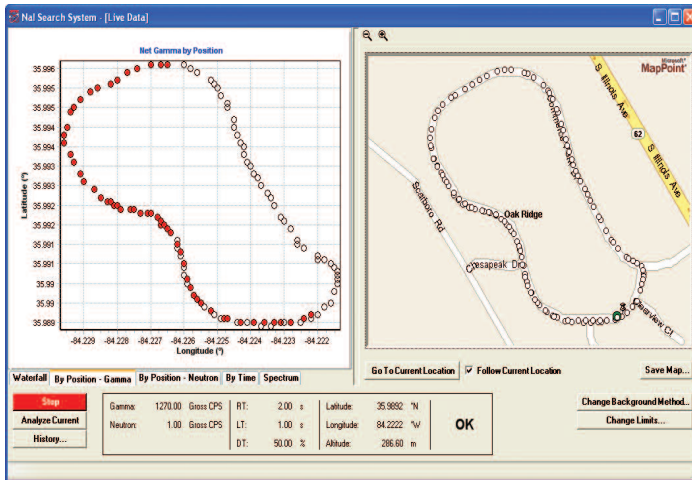 NaI Search System - [Live Data]
Net Gamma by Position
35.996
35.995
35.995
35.994
35.994
35.993
35.993
35.992
35.992
35.991
35.991
35.99
35.99
35.989
Latitude (°)
-84.229
-84.228
-84.227
-84.226
-84.225
-84.224
-84.223
-84.222
Longitude (°)
Microsoft
MapPoint
S Illinois Ave
62
S Illinois Ave
Scarboro Rd
Oak Ridge
esapeak Dr
earview Ct
Waterfall
By Position - Gamma
By Position - Neutron
By Time
Spectrum
Go To Current Location
Follow Current Location
Save Map...
Stop
Analyze Current
History...
Gamma: 1270.00 Gross CPS
Neutron: 1.00 Gross CPS
RT: 2.00 s
LT: 1.00 s
DT: 50.00 %
Latitude: 35.9892 °N
Longitude: 84.2222 °W
Altitude: 286.60 m
OK
Change Background Method...
Change Limits...